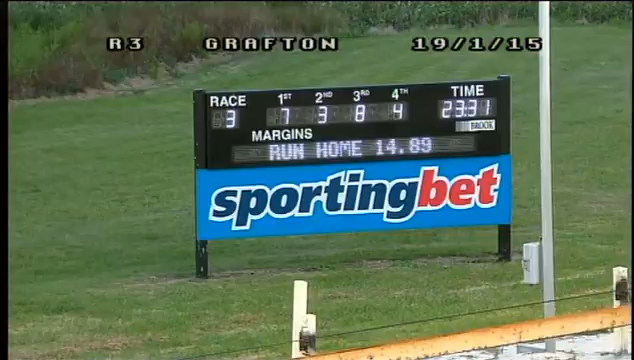 R3 GRAFTON 19/1/15
RACE 1ST 2ND 3RD 4TH TIME
3 7 3 8 4 23.31
BROOK
MARGINS
RUN HOME 14.89
sportingbet